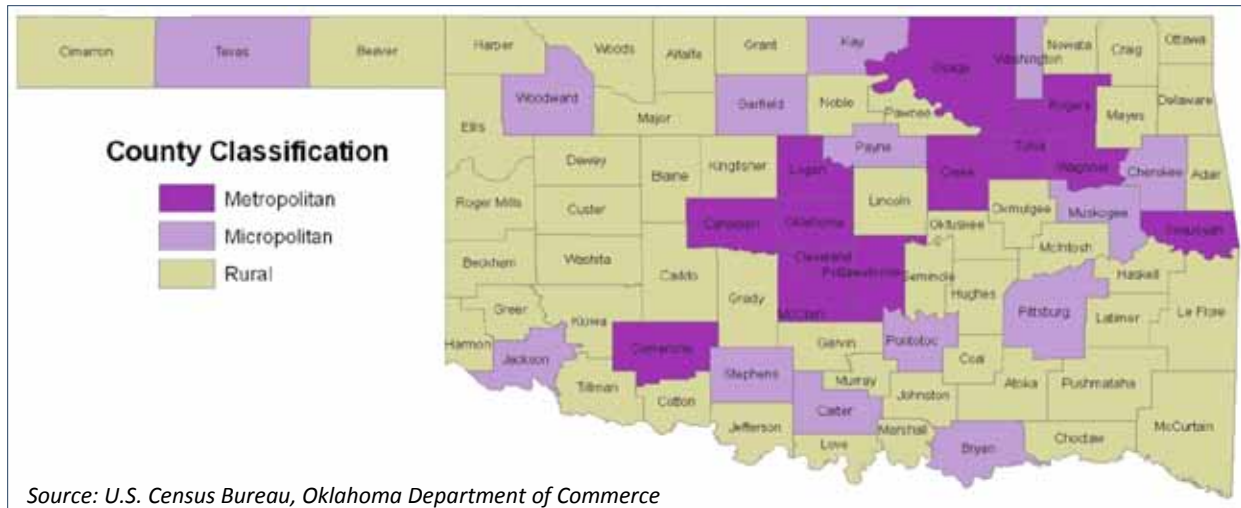 Cimarron
Texas
Beaver
Harper
Woods
Alfalfa
Grant
Kay
Osage
Washington
Nowata
Craig
Ottawa
Woodward
Garfield
Noble
Pawnee
Rogers
Mayes
Delaware
Ellis
Major
County Classification
Metropolitan
Micropolitan
Rural
Dewey
Blaine
Kingfisher
Logan
Payne
Creek
Tulsa
Wagoner
Cherokee
Adair
Roger Mills
Custer
Canadian
Oklahoma
Lincoln
Okfuskee
Okmulgee
Muskogee
Sequoyah
Beckham
Washita
Caddo
Grady
Cleveland
Pottawatomie
Seminole
Hughes
McIntosh
Haskell
Pittsburg
Latimer
Le Flore
Greer
Kiowa
McClain
Harmon
Jackson
Comanche
Garvin
Pontotoc
Coal
Tillman
Stephens
Murray
Johnston
Atoka
Pushmataha
Cotton
Carter
Jefferson
Love
Marshall
Bryan
Choctaw
McCurtain
Source: U.S. Census Bureau, Oklahoma Department of Commerce